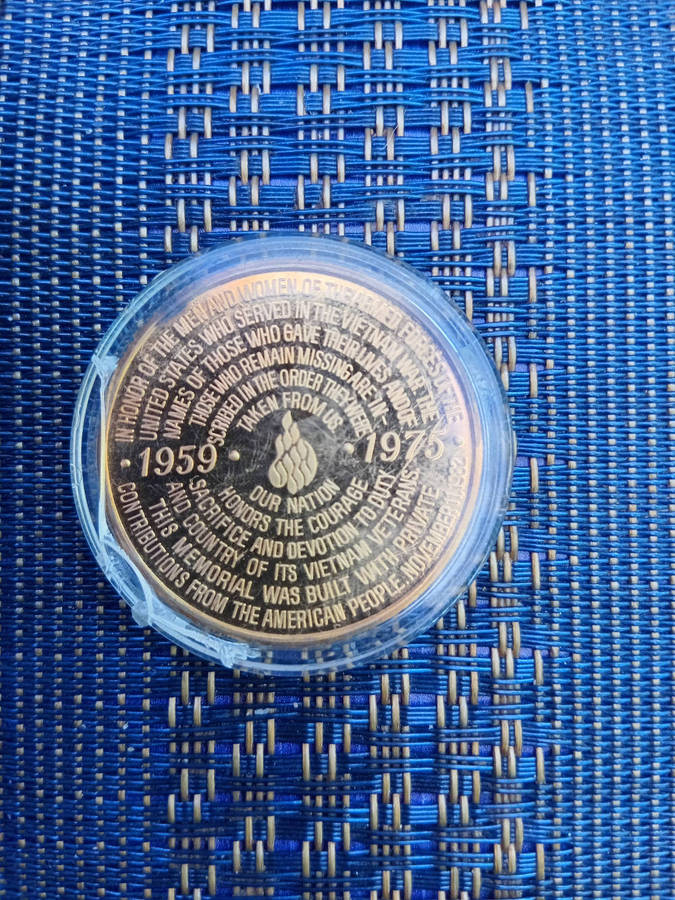 IN HONOR OF THE MEN AND WOMEN OF THE ARMED FORCES OF THE
UNITED STATES WHO SERVED IN THE VIETNAM WAR. THE
NAMES OF THOSE WHO GAVE THEIR LIVES AND OF
THOSE WHO REMAIN MISSING ARE IN-
SCRIBED IN THE ORDER THEY WERE
TAKEN FROM US.
· 1959 · · 1975 ·
OUR NATION
HONORS THE COURAGE,
SACRIFICE AND DEVOTION TO DUTY
AND COUNTRY OF ITS VIETNAM VETERANS.
THIS MEMORIAL WAS BUILT WITH PRIVATE
CONTRIBUTIONS FROM THE AMERICAN PEOPLE. NOVEMBER 11, 1982